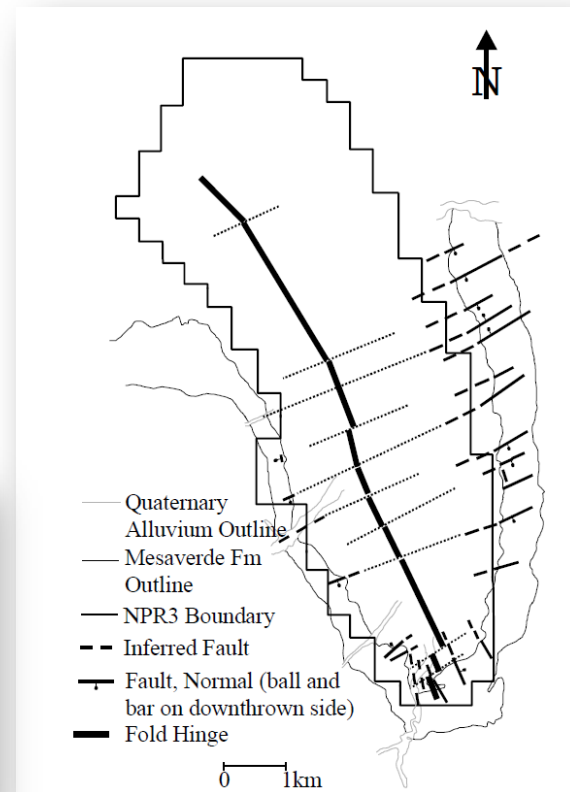 N
Quaternary
Alluvium Outline
Mesaverde Fm
Outline
NPR3 Boundary
Inferred Fault
Fault, Normal (ball and
bar on downthrown side)
Fold Hinge
0 1km